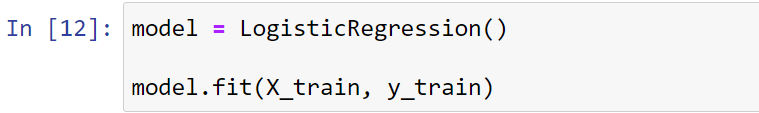 In [12]: model = LogisticRegression()
model.fit(X_train, y_train)